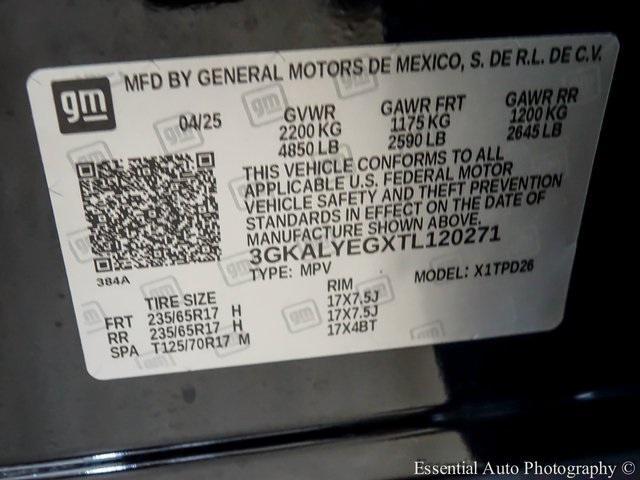 gm
MFD BY GENERAL MOTORS DE MEXICO, S. DE R.L. DE C.V.
04/25 GVWR GAWR FRT GAWR RR
2200 KG 1175 KG 1200 KG
4850 LB 2590 LB 2645 LB
THIS VEHICLE CONFORMS TO ALL
APPLICABLE U.S. FEDERAL MOTOR
VEHICLE SAFETY AND THEFT PREVENTION
STANDARDS IN EFFECT ON THE DATE OF
MANUFACTURE SHOWN ABOVE.
3GKALYEGXTL120271
384A TYPE: MPV MODEL: X1TPD26
TIRE SIZE RIM
FRT 235/65R17 H 17X7.5J
RR 235/65R17 H 17X7.5J
SPA T125/70R17 M 17X4BT
Essential Auto Photography ©